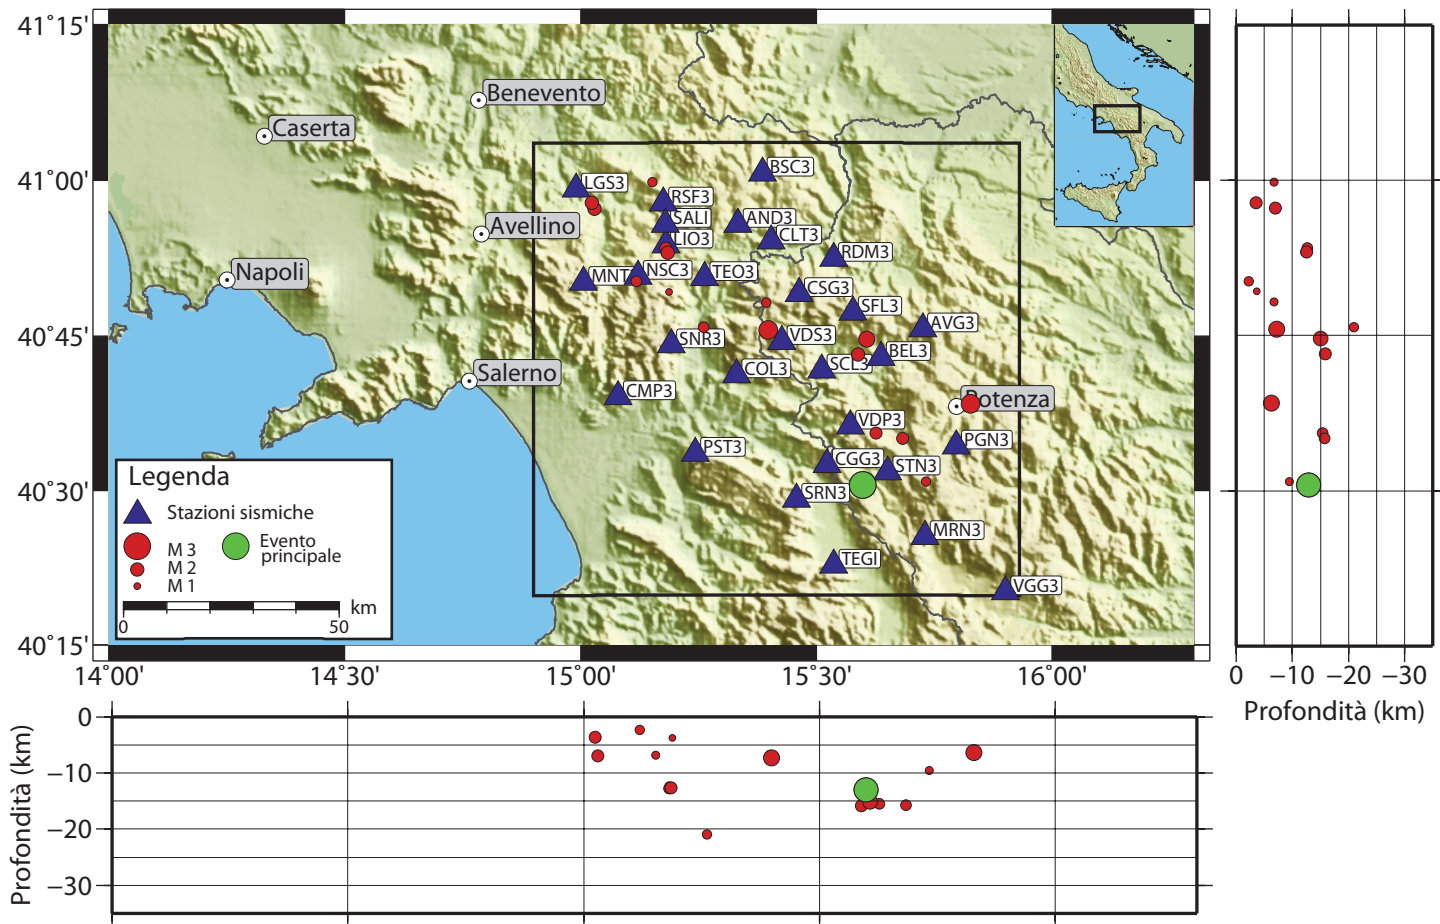 41°15'
41°00'
40°45'
40°30'
40°15'
14°00'
14°30'
15°00'
15°30'
16°00'
Benevento
Caserta
Avellino
Napoli
Salerno
Potenza
BSC3
LGS3
RSF3
SALI
AND3
LIO3
CLT3
RDM3
MNT
NSC3
TEO3
CSG3
SFL3
AVG3
SNR3
VDS3
BEL3
COL3
SCL3
CMP3
VDP3
PST3
PGN3
CGG3
STN3
SRN3
MRN3
TEGI
VGG3
Legenda
Stazioni sismiche
M 3
M 2
M 1
Evento
principale
km
0
50
0
−10
−20
−30
Profondità (km)
0
−10
−20
−30
Profondità (km)